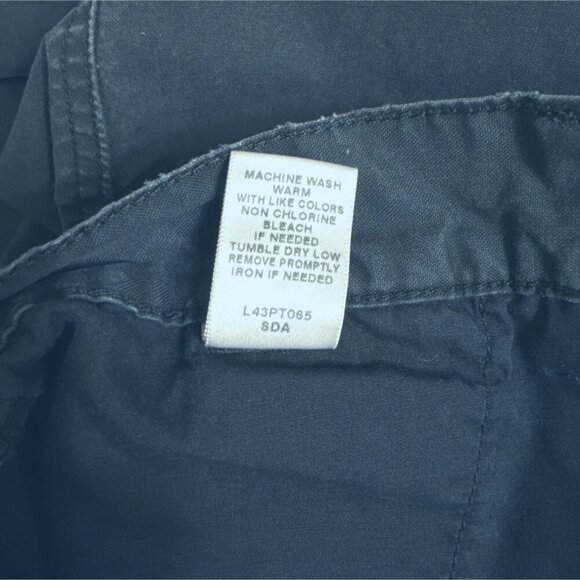 MACHINE WASH
WARM
WITH LIKE COLORS
NON CHLORINE
BLEACH
IF NEEDED
TUMBLE DRY LOW
REMOVE PROMPTLY
IRON IF NEEDED
L43PT065
SDA